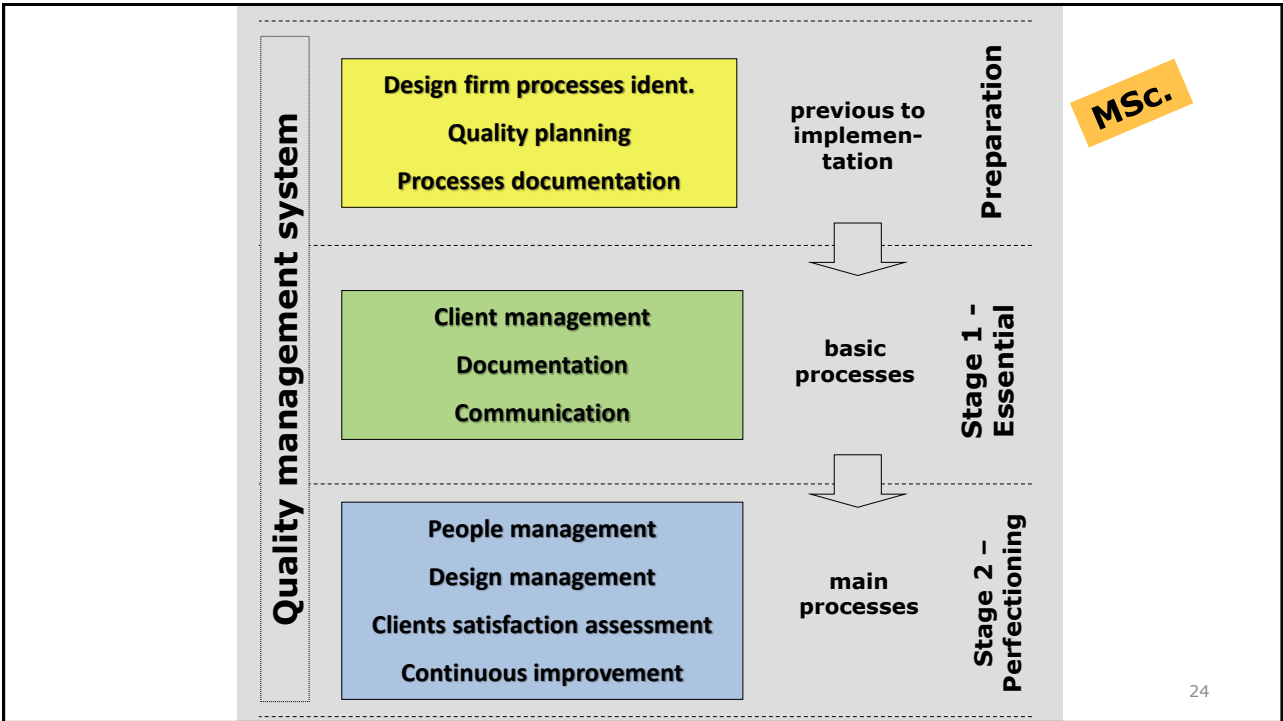 Quality management system
Design firm processes ident.
Quality planning
Processes documentation
previous to
implemen-
tation
Preparation
MSc.
Client management
Documentation
Communication
basic
processes
Stage 1 -
Essential
People management
Design management
Clients satisfaction assessment
Continuous improvement
main
processes
Stage 2 –
Perfectioning
24